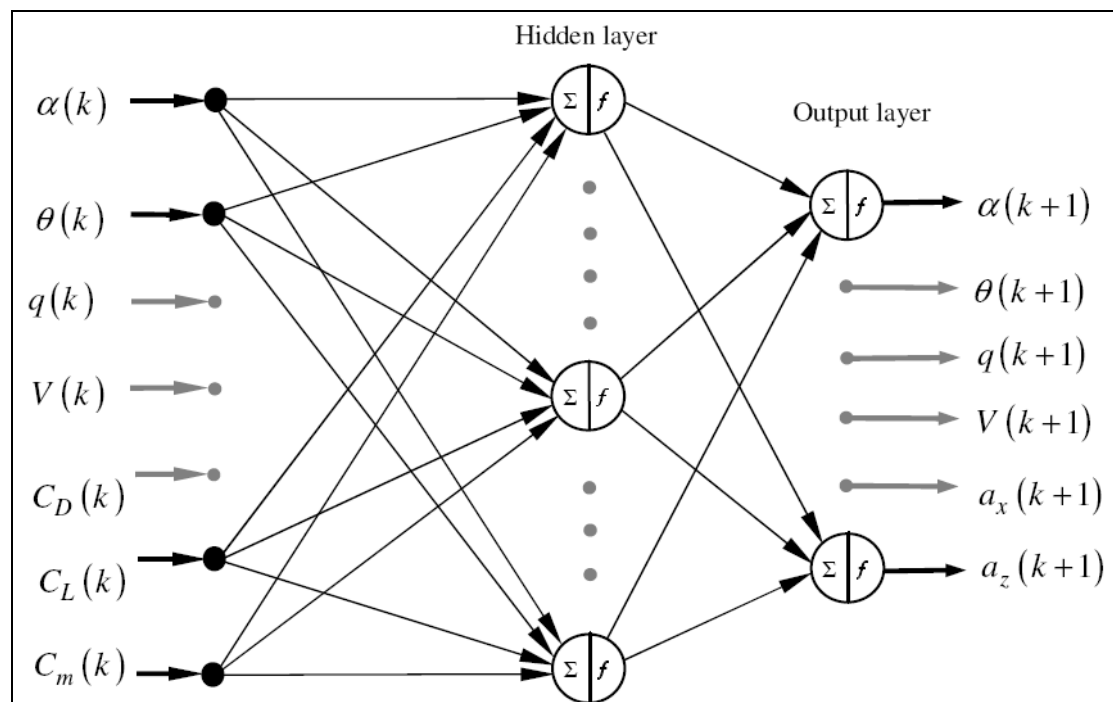 Hidden layer
Output layer
α(k)
θ(k)
q(k)
V(k)
C_D(k)
C_L(k)
C_m(k)
Σ f
Σ f
Σ f
Σ f
Σ f
α(k+1)
θ(k+1)
q(k+1)
V(k+1)
a_x(k+1)
a_z(k+1)